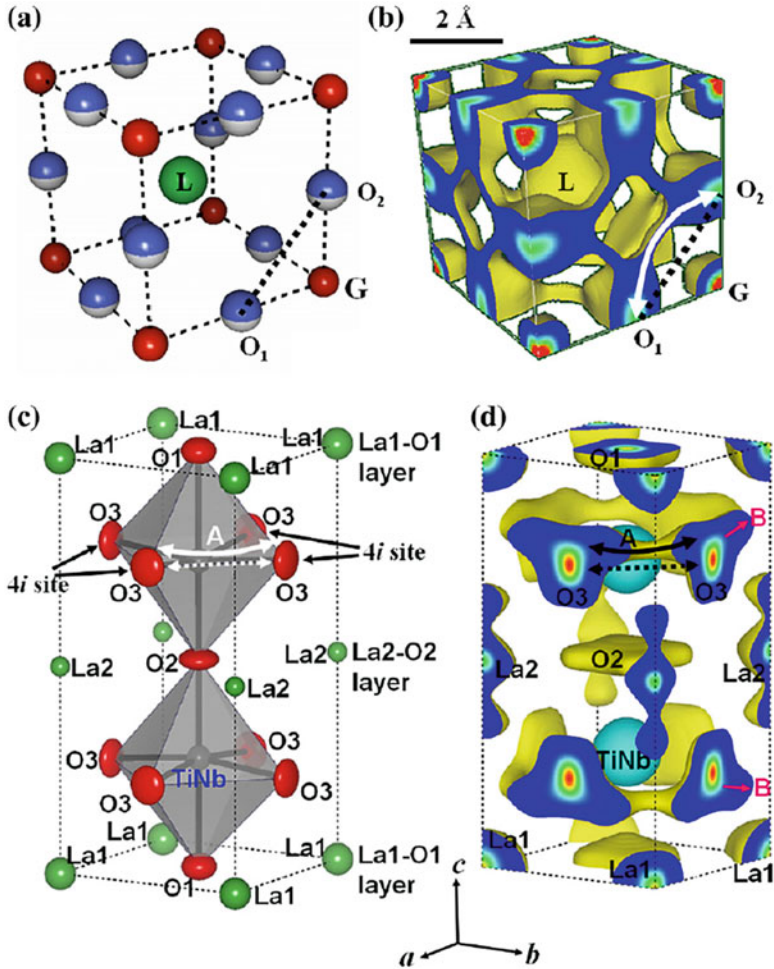 (a)
L
O₂
G
O₁
(b)
2 Å
L
O₂
G
O₁
(c)
La1
La1
La1
La1
O1
La1–O1
layer
O3
O3
A
4i site
4i site
O3
O3
La2
O2
La2
La2
La2–O2
layer
O3
O3
TiNb
O3
O3
La1
La1
La1
O1
La1
La1–O1
layer
(d)
O1
B
A
O3
O3
O2
La2
La2
TiNb
B
La1
La1
La1
c
a
b